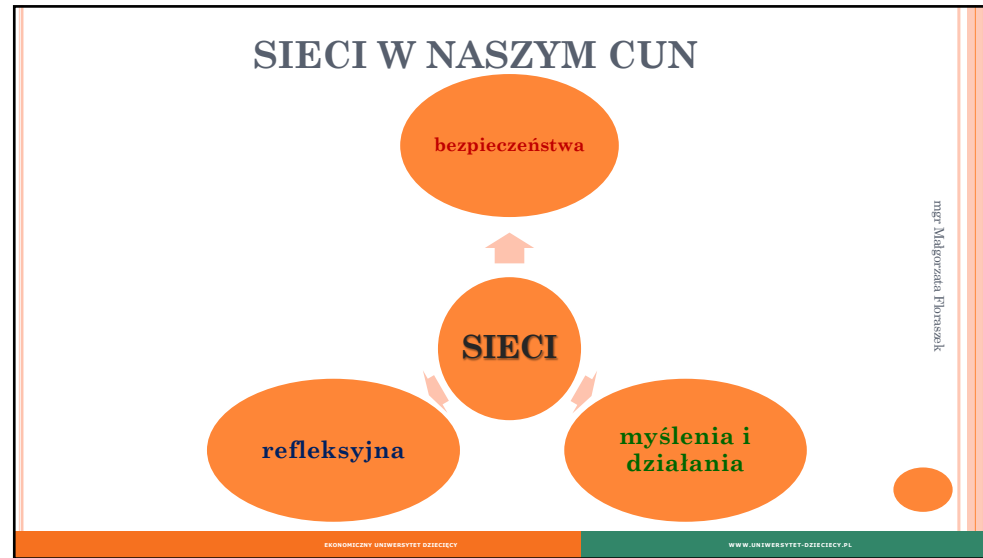 SIECI W NASZYM CUN
bezpieczeństwa
mgr Małgorzata Floraszek
SIECI
refleksyjna
myślenia i
działania
EKONOMICZNY UNIWERSYTET DZIECIĘCY
WWW.UNIWERSYTET-DZIECIECY.PL